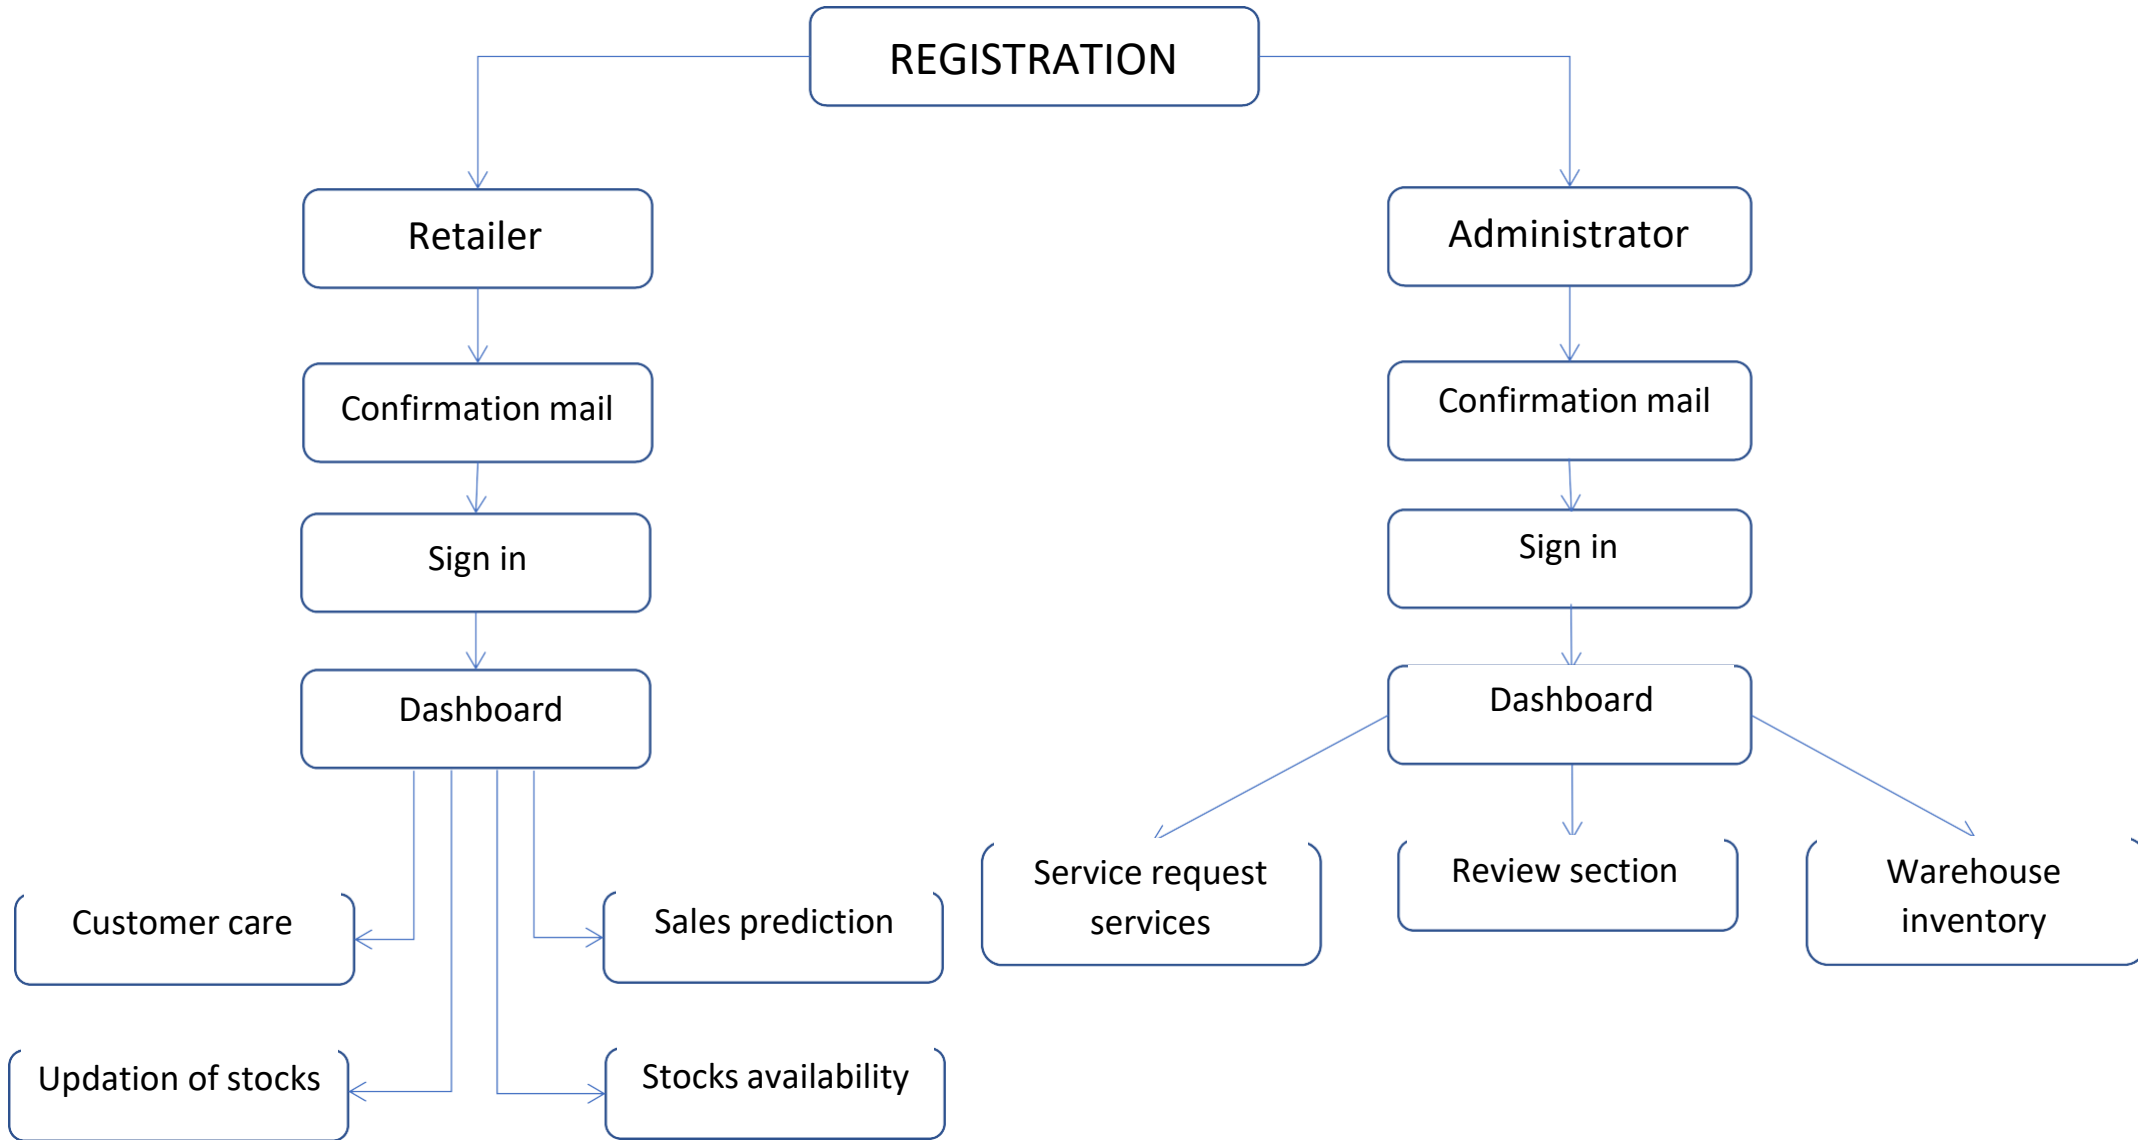 REGISTRATION
Retailer
Administrator
Confirmation mail
Confirmation mail
Sign in
Sign in
Dashboard
Dashboard
Service request
services
Review section
Warehouse
inventory
Customer care
Sales prediction
Updation of stocks
Stocks availability